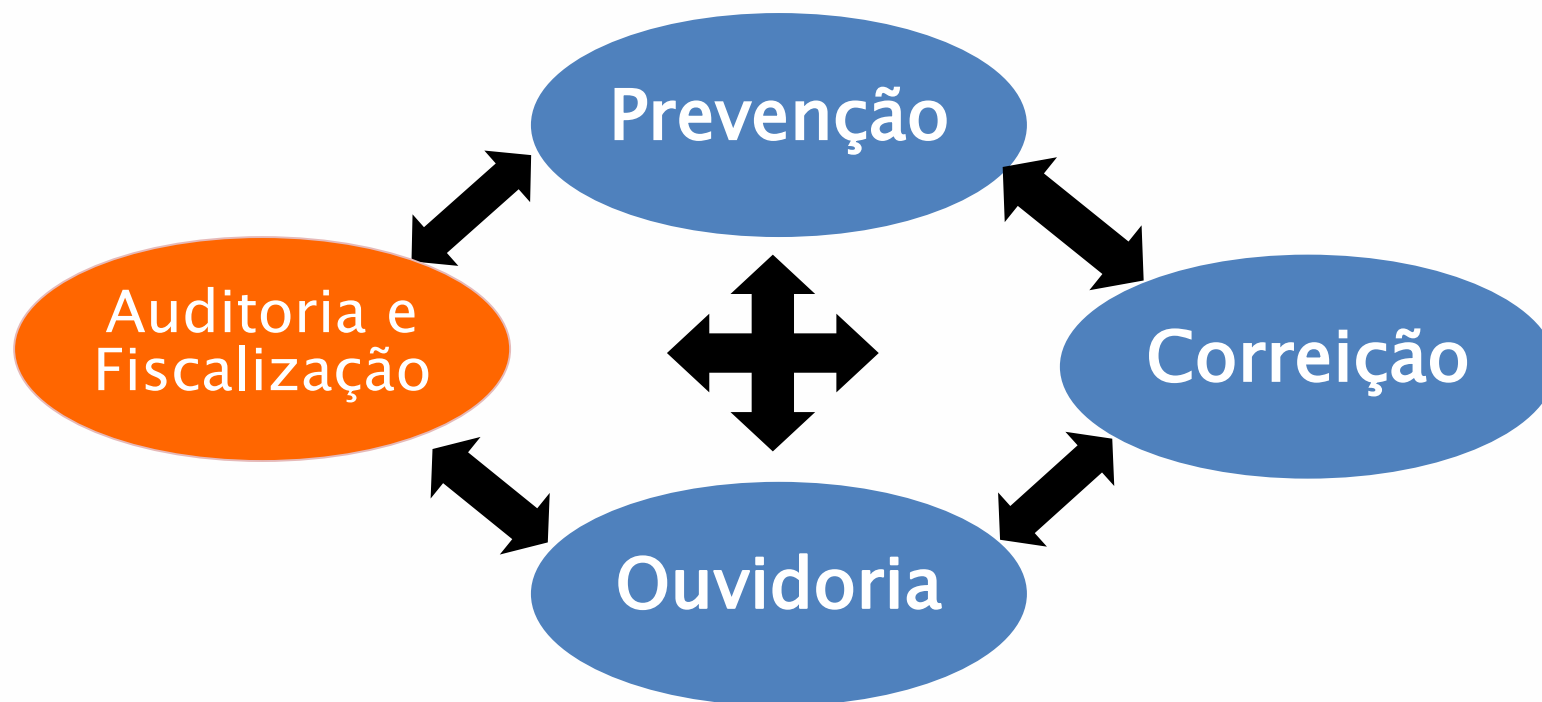 Prevenção
Auditoria e
Fiscalização
Correição
Ouvidoria